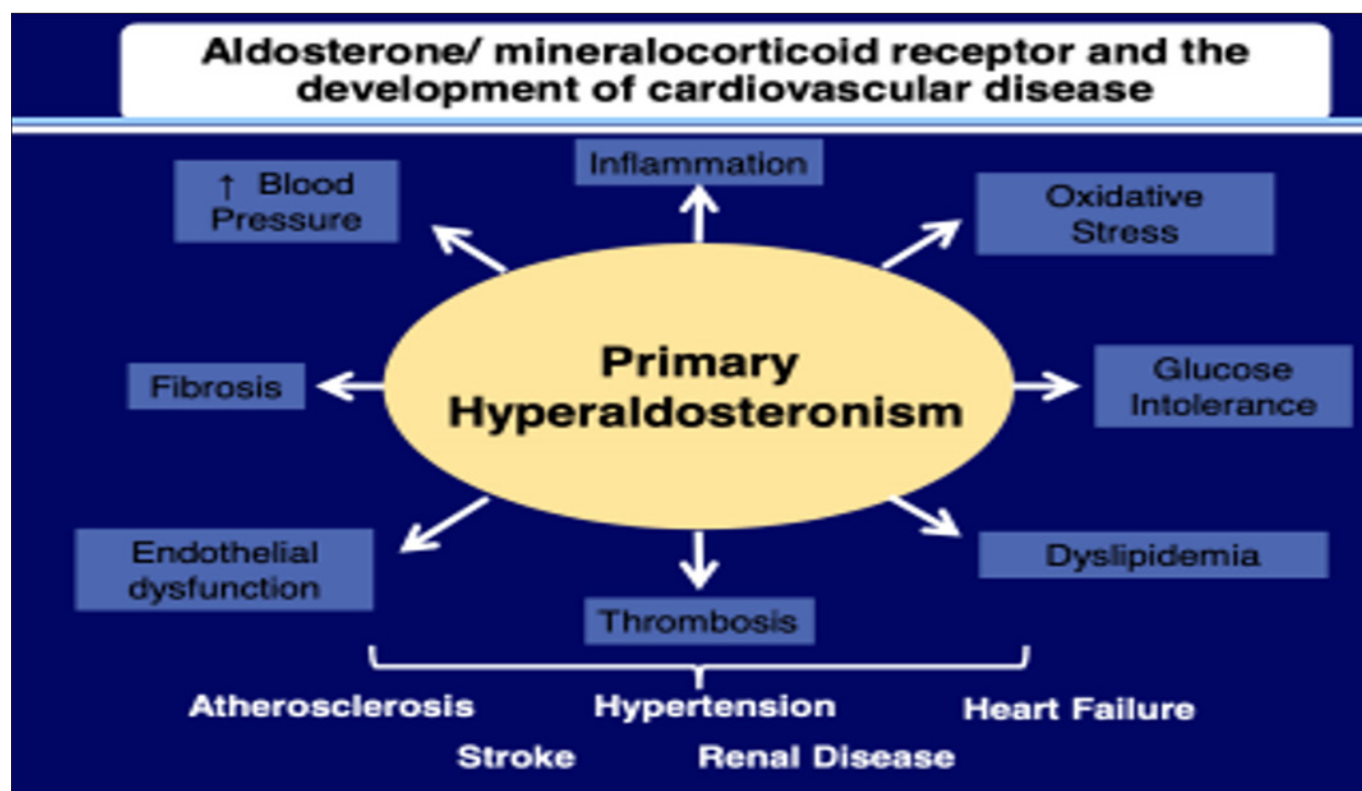 Aldosterone/ mineralocorticoid receptor and the
development of cardiovascular disease
Inflammation
↑ Blood
Pressure
Oxidative
Stress
Primary
Hyperaldosteronism
Fibrosis
Glucose
Intolerance
Endothelial
dysfunction
Dyslipidemia
Thrombosis
Atherosclerosis Hypertension Heart Failure
Stroke Renal Disease